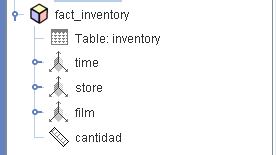 fact_inventory
Table: inventory
time
store
film
cantidad